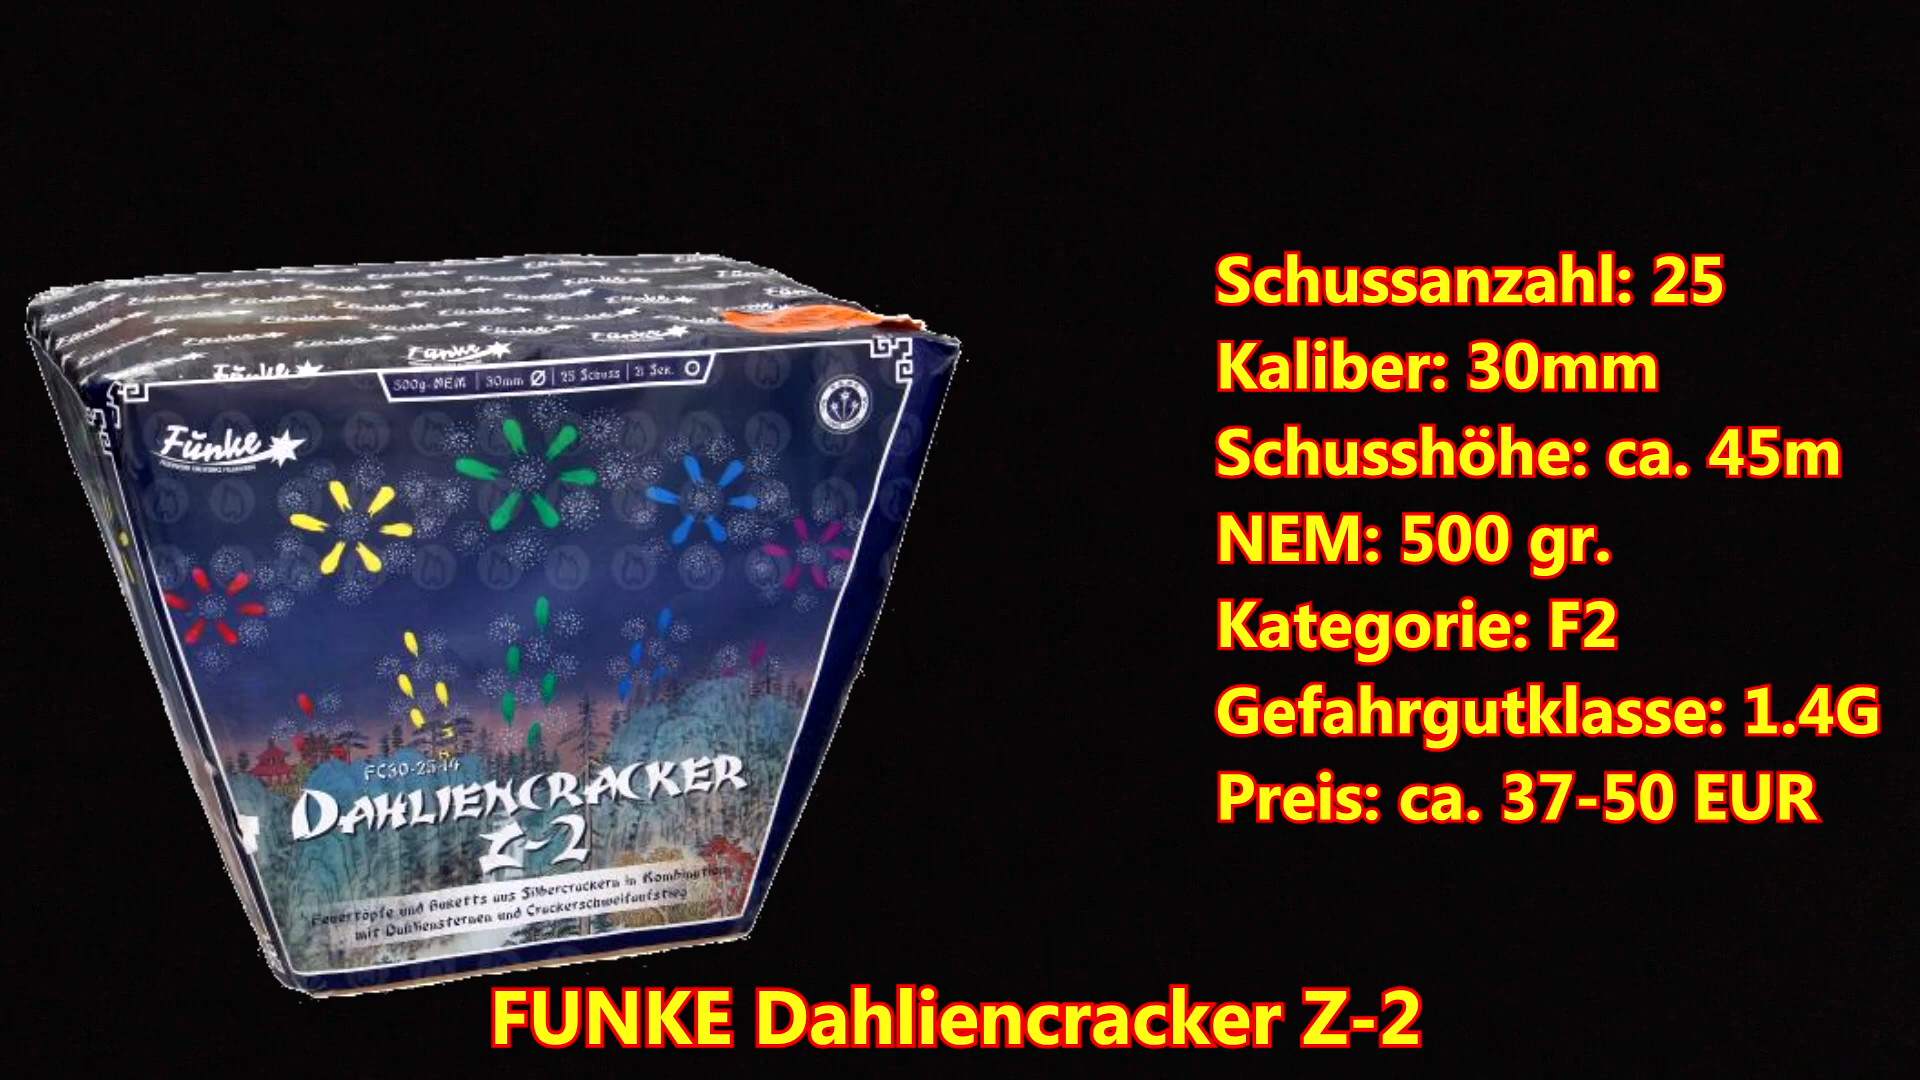 Funke
500g-NEM | 30mm Ø | 25 Schuss | 21 Sek.
Funke
FC30-25-14
DAHLIENCRACKER
Z-2
Feuertöpfe und Buketts aus Silbercrackern in Kombination
mit Dahliensternen und Crackerschweifaufstieg
Schussanzahl: 25
Kaliber: 30mm
Schusshöhe: ca. 45m
NEM: 500 gr.
Kategorie: F2
Gefahrgutklasse: 1.4G
Preis: ca. 37-50 EUR
FUNKE Dahliencracker Z-2